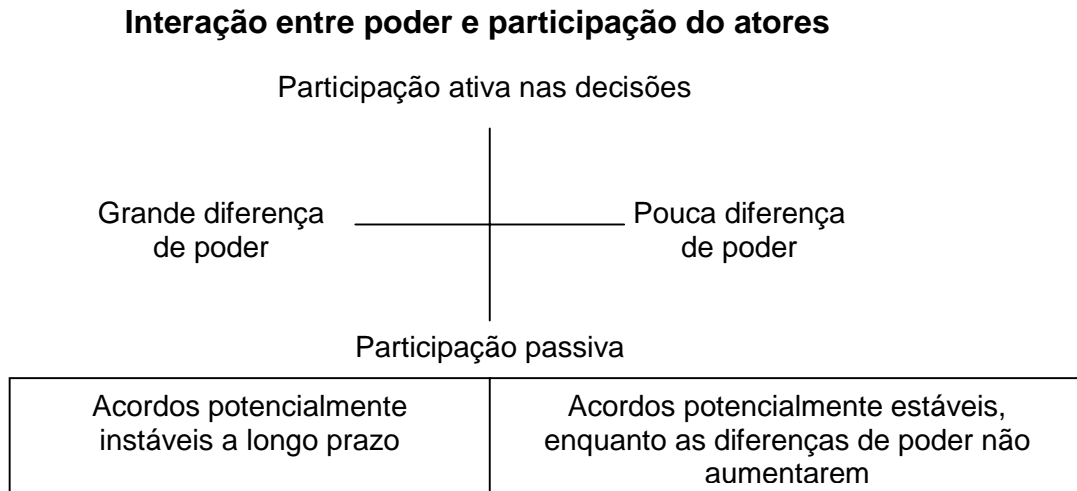 Interação entre poder e participação do atores
Participação ativa nas decisões
Grande diferença
de poder
Pouca diferença
de poder
Participação passiva
Acordos potencialmente
instáveis a longo prazo
Acordos potencialmente estáveis,
enquanto as diferenças de poder não
aumentarem